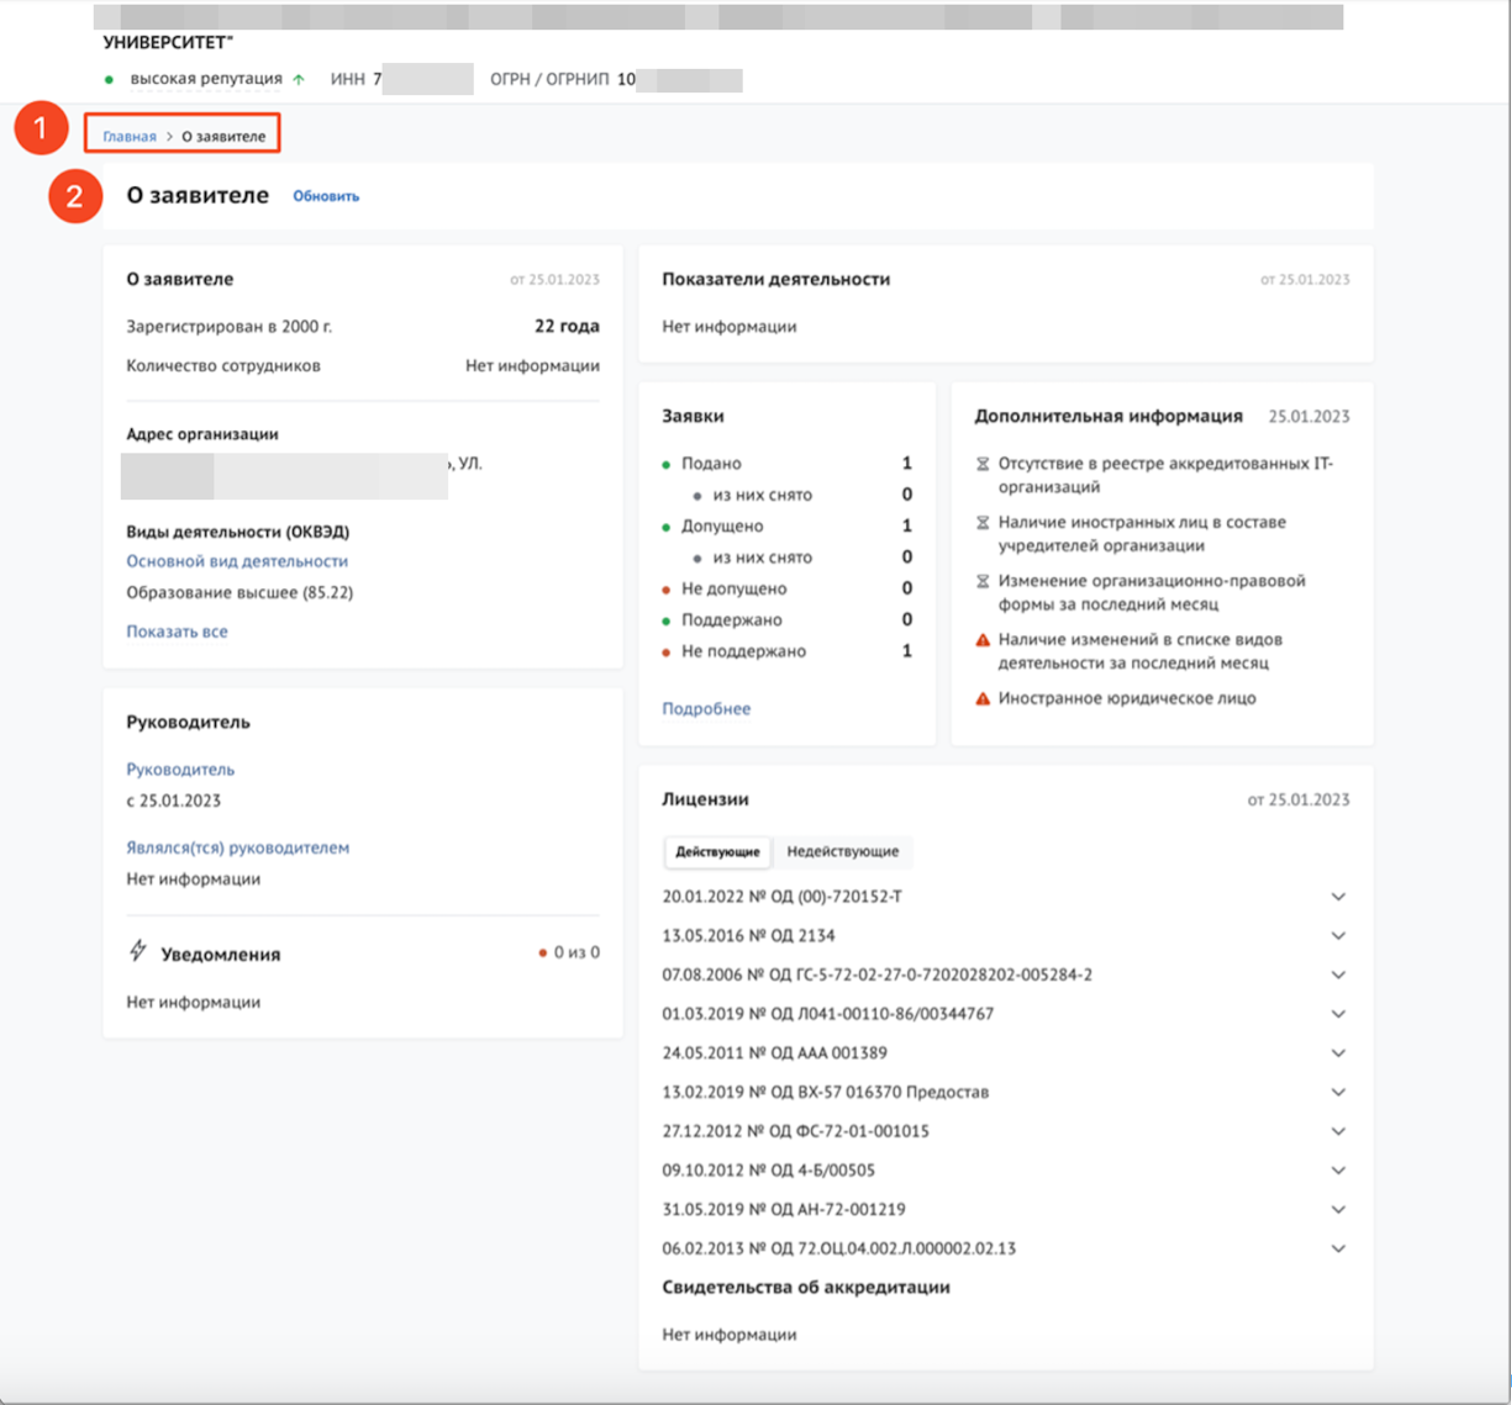 УНИВЕРСИТЕТ"
высокая репутация ↑ ИНН 7 ОГРН / ОГРНИП 10
1
Главная > О заявителе
2
О заявителе Обновить
О заявителе от 25.01.2023
Зарегистрирован в 2000 г. 22 года
Количество сотрудников Нет информации
Адрес организации
, УЛ.
Виды деятельности (ОКВЭД)
Основной вид деятельности
Образование высшее (85.22)
Показать все
Руководитель
Руководитель
с 25.01.2023
Являлся(тся) руководителем
Нет информации
Уведомления 0 из 0
Нет информации
Показатели деятельности от 25.01.2023
Нет информации
Заявки
Подано 1
из них снято 0
Допущено 1
из них снято 0
Не допущено 0
Поддержано 0
Не поддержано 1
Подробнее
Дополнительная информация 25.01.2023
Отсутствие в реестре аккредитованных IT-
организаций
Наличие иностранных лиц в составе
учредителей организации
Изменение организационно-правовой
формы за последний месяц
Наличие изменений в списке видов
деятельности за последний месяц
Иностранное юридическое лицо
Лицензии от 25.01.2023
Действующие Недействующие
20.01.2022 № ОД (00)-720152-Т
13.05.2016 № ОД 2134
07.08.2006 № ОД ГС-5-72-02-27-0-7202028202-005284-2
01.03.2019 № ОД Л041-00110-86/00344767
24.05.2011 № ОД ААА 001389
13.02.2019 № ОД ВХ-57 016370 Предостав
27.12.2012 № ОД ФС-72-01-001015
09.10.2012 № ОД 4-Б/00505
31.05.2019 № ОД АН-72-001219
06.02.2013 № ОД 72.ОЦ.04.002.Л.000002.02.13
Свидетельства об аккредитации
Нет информации